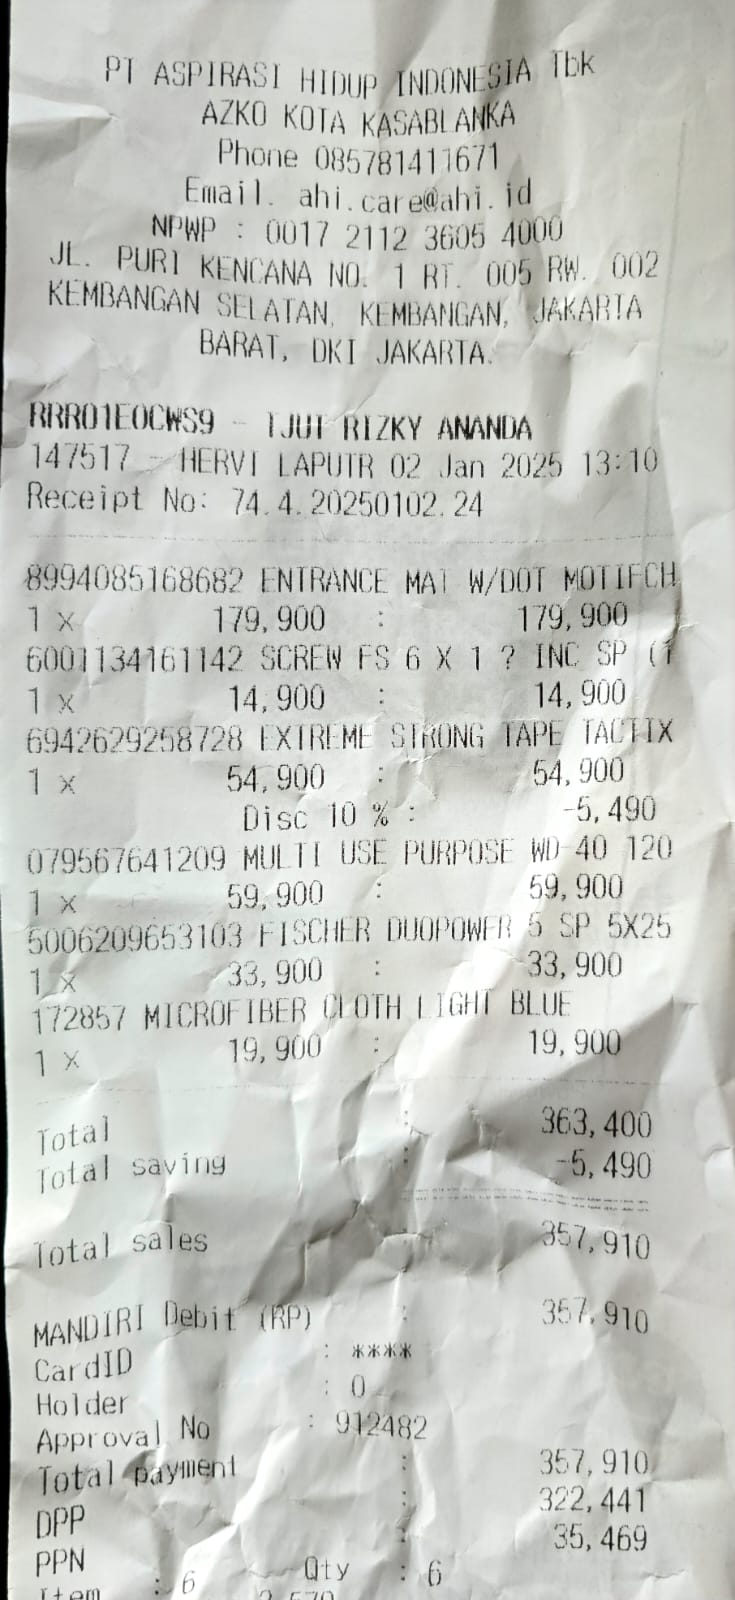 PT ASPIRASI HIDUP INDONESIA Tbk
AZKO KOTA KASABLANKA
Phone 085781411671
Email. ahi.care@ahi.id
NPWP : 0017 2112 3605 4000
JL. PURI KENCANA NO. 1 RT. 005 RW. 002
KEMBANGAN SELATAN, KEMBANGAN, JAKARTA
BARAT, DKI JAKARTA.
RRR01E0CWS9 - TJUT RIZKY ANANDA
147517 - HERVI LAPUTR 02 Jan 2025 13:10
Receipt No: 74.4.20250102.24
8994085168682 ENTRANCE MAT W/DOT MOTIFCH
1 x 179,900 : 179,900
6001134161142 SCREW FS 6 X 1 ? INC SP (1
1 x 14,900 : 14,900
6942629258728 EXTREME STRONG TAPE TACTIX
1 x 54,900 : 54,900
Disc 10 % : -5,490
079567641209 MULTI USE PURPOSE WD-40 120
1 x 59,900 : 59,900
5006209653103 FISCHER DUOPOWER 5 SP 5X25
1 x 33,900 : 33,900
172857 MICROFIBER CLOTH LIGHT BLUE
1 x 19,900 : 19,900
Total : 363,400
Total saving : -5,490
Total sales 357,910
MANDIRI Debit (RP) : 357,910
CardID : ****
Holder : 0
Approval No : 912482
Total payment : 357,910
DPP : 322,441
PPN : 35,469
Item : 6 Qty : 6